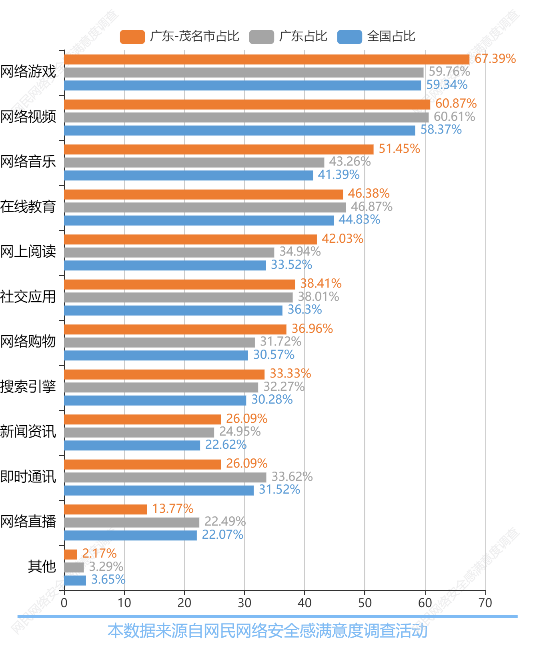 广东-茂名市占比 广东占比 全国占比
网络游戏 67.39% 59.76% 59.34%
网络视频 60.87% 60.61% 58.37%
网络音乐 51.45% 43.26% 41.39%
在线教育 46.38% 46.87% 44.83%
网上阅读 42.03% 34.94% 33.52%
社交应用 38.41% 38.01% 36.3%
网络购物 36.96% 31.72% 30.57%
搜索引擎 33.33% 32.27% 30.28%
新闻资讯 26.09% 24.95% 22.62%
即时通讯 26.09% 33.62% 31.52%
网络直播 13.77% 22.49% 22.07%
其他 2.17% 3.29% 3.65%
0 10 20 30 40 50 60 70
本数据来源自网民网络安全感满意度调查活动